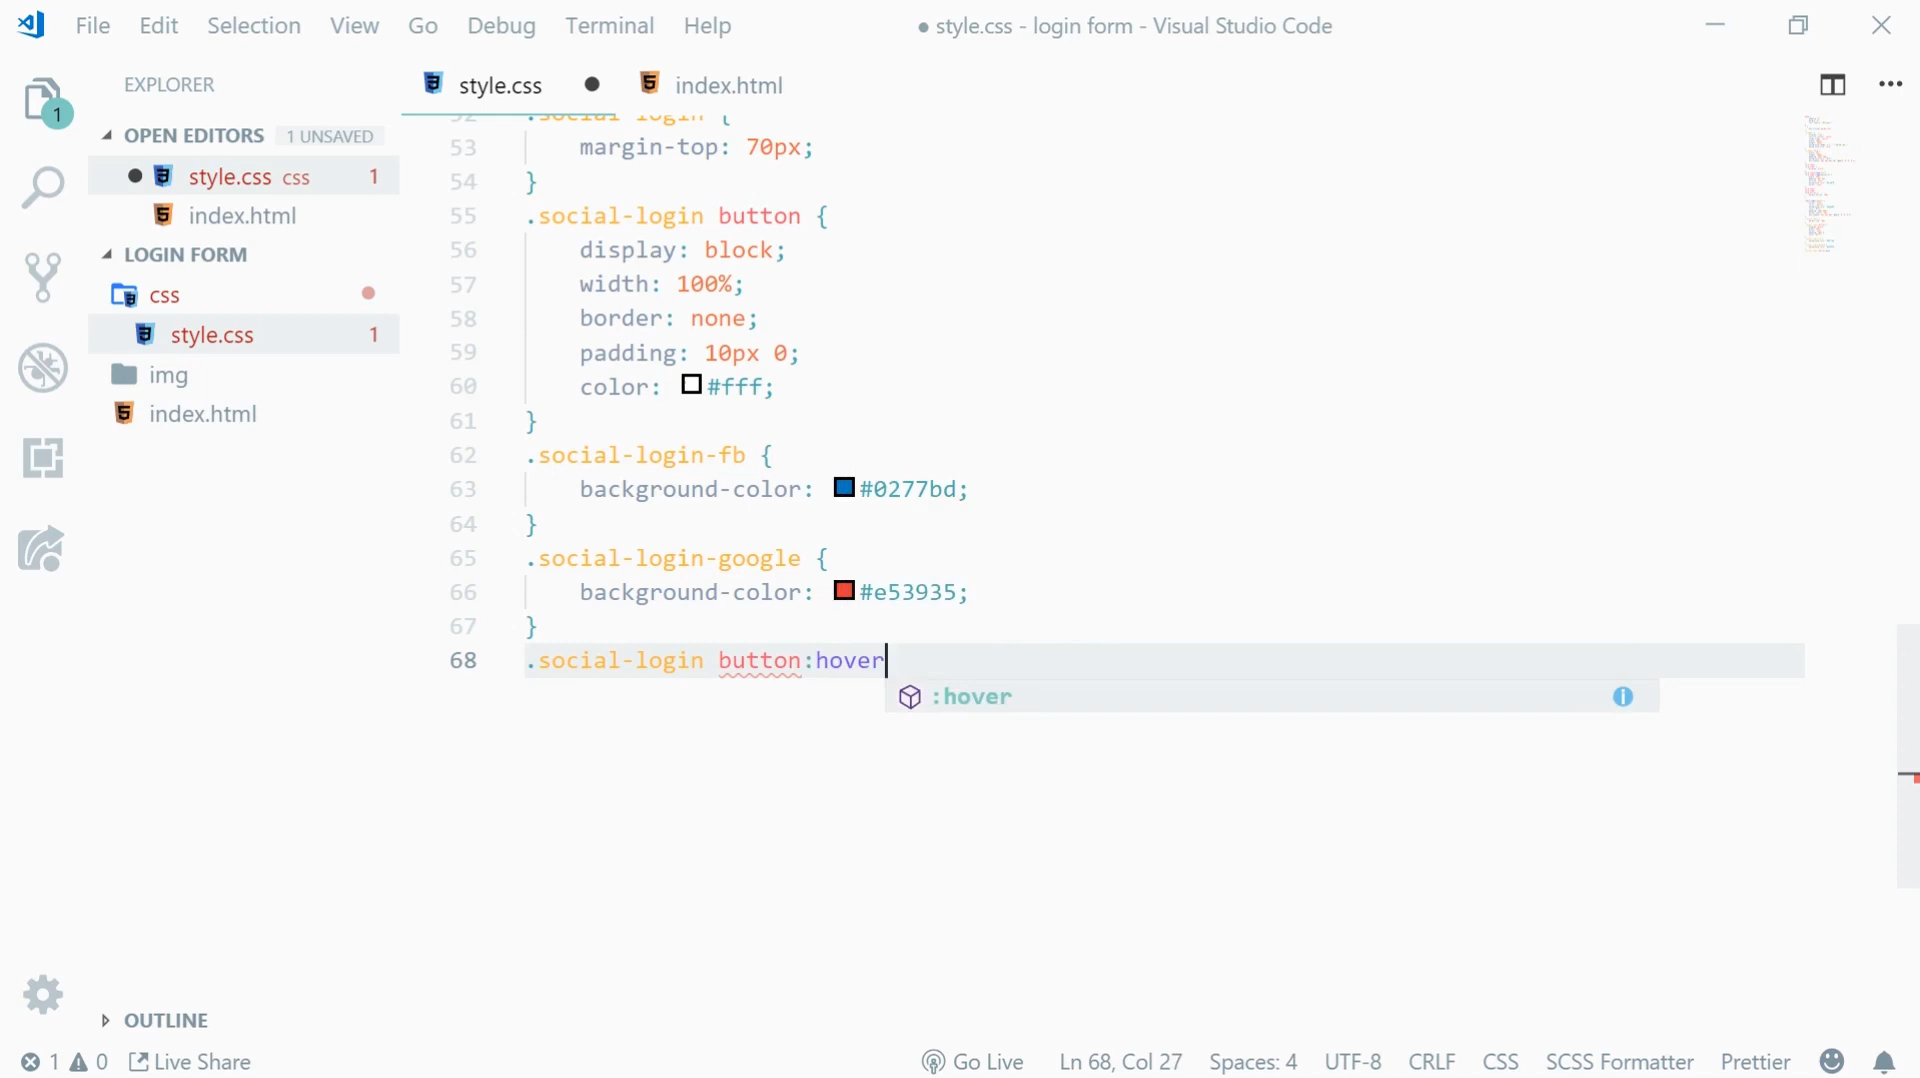 File Edit Selection View Go Debug Terminal Help
● style.css - login form - Visual Studio Code
EXPLORER
1
OPEN EDITORS 1 UNSAVED
style.css css 1
index.html
LOGIN FORM
css
style.css 1
img
index.html
OUTLINE
style.css
index.html
52 .social-login {
53 margin-top: 70px;
54 }
55 .social-login button {
56 display: block;
57 width: 100%;
58 border: none;
59 padding: 10px 0;
60 color: #fff;
61 }
62 .social-login-fb {
63 background-color: #0277bd;
64 }
65 .social-login-google {
66 background-color: #e53935;
67 }
68 .social-login button:hover
:hover
1 0 Live Share
Go Live Ln 68, Col 27 Spaces: 4 UTF-8 CRLF CSS SCSS Formatter Prettier